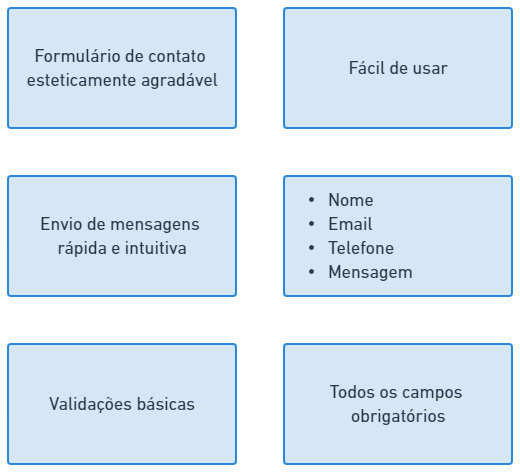 Formulário de contato
esteticamente agradável
Fácil de usar
Envio de mensagens
rápida e intuitiva
• Nome
• Email
• Telefone
• Mensagem
Validações básicas
Todos os campos
obrigatórios